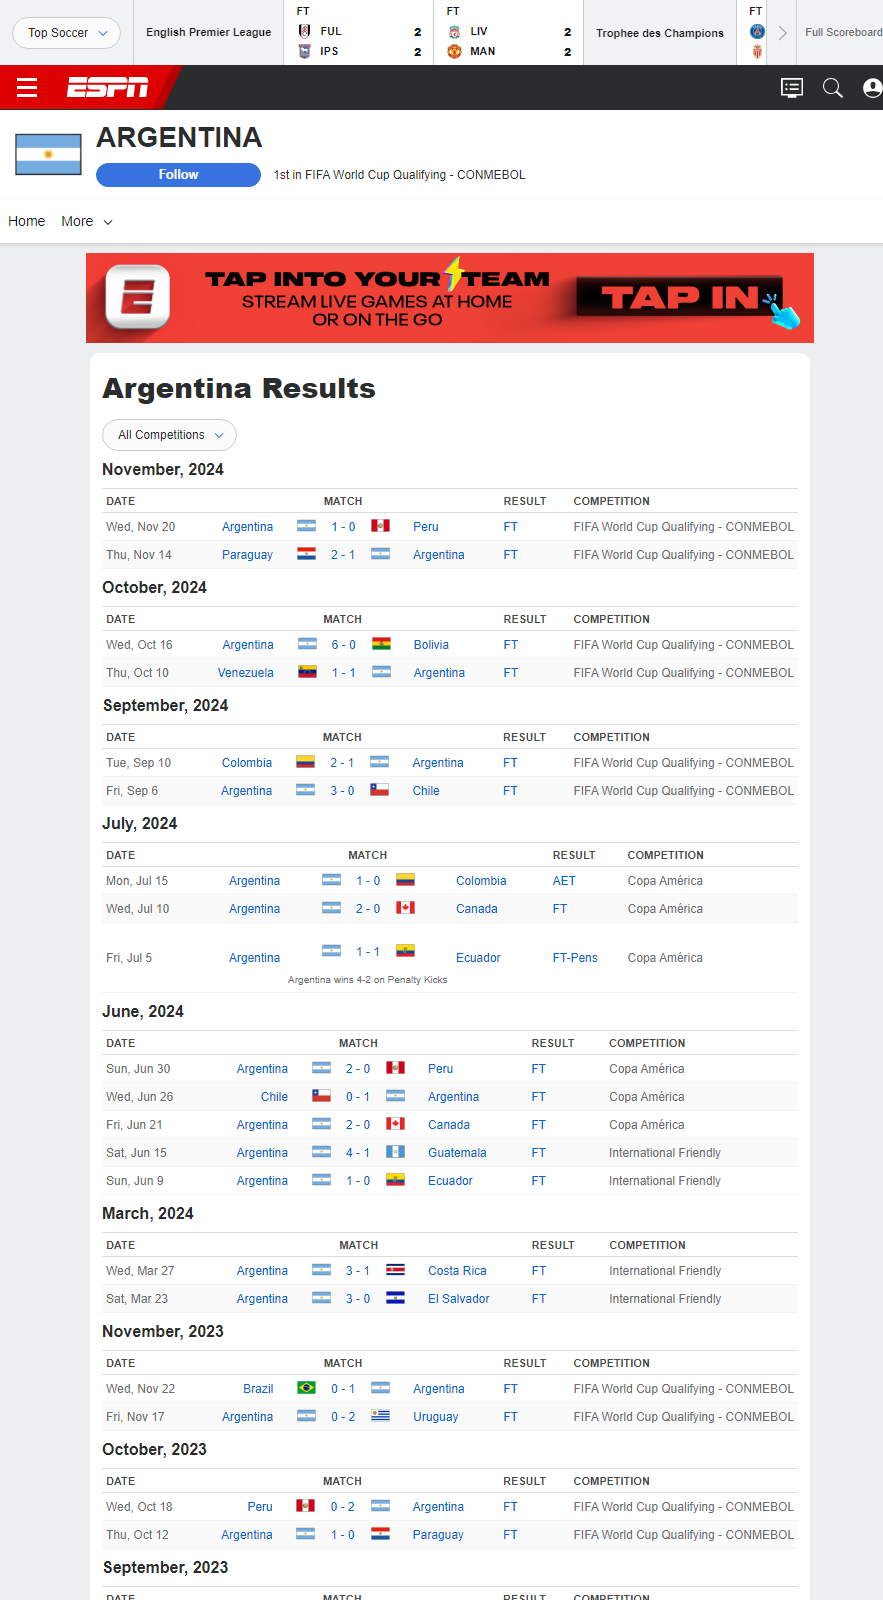 Top Soccer
English Premier League
FT
FUL 2
IPS 2
FT
LIV 2
MAN 2
Trophee des Champions
FT
Full Scoreboard
ESPN
ARGENTINA
Follow
1st in FIFA World Cup Qualifying - CONMEBOL
Home More
TAP INTO YOUR TEAM
STREAM LIVE GAMES AT HOME
OR ON THE GO
TAP IN
Argentina Results
All Competitions
November, 2024
DATE MATCH RESULT COMPETITION
Wed, Nov 20 Argentina 1 - 0 Peru FT FIFA World Cup Qualifying - CONMEBOL
Thu, Nov 14 Paraguay 2 - 1 Argentina FT FIFA World Cup Qualifying - CONMEBOL
October, 2024
DATE MATCH RESULT COMPETITION
Wed, Oct 16 Argentina 6 - 0 Bolivia FT FIFA World Cup Qualifying - CONMEBOL
Thu, Oct 10 Venezuela 1 - 1 Argentina FT FIFA World Cup Qualifying - CONMEBOL
September, 2024
DATE MATCH RESULT COMPETITION
Tue, Sep 10 Colombia 2 - 1 Argentina FT FIFA World Cup Qualifying - CONMEBOL
Fri, Sep 6 Argentina 3 - 0 Chile FT FIFA World Cup Qualifying - CONMEBOL
July, 2024
DATE MATCH RESULT COMPETITION
Mon, Jul 15 Argentina 1 - 0 Colombia AET Copa América
Wed, Jul 10 Argentina 2 - 0 Canada FT Copa América
Fri, Jul 5 Argentina 1 - 1 Ecuador FT-Pens Copa América
Argentina wins 4-2 on Penalty Kicks
June, 2024
DATE MATCH RESULT COMPETITION
Sun, Jun 30 Argentina 2 - 0 Peru FT Copa América
Wed, Jun 26 Chile 0 - 1 Argentina FT Copa América
Fri, Jun 21 Argentina 2 - 0 Canada FT Copa América
Sat, Jun 15 Argentina 4 - 1 Guatemala FT International Friendly
Sun, Jun 9 Argentina 1 - 0 Ecuador FT International Friendly
March, 2024
DATE MATCH RESULT COMPETITION
Wed, Mar 27 Argentina 3 - 1 Costa Rica FT International Friendly
Sat, Mar 23 Argentina 3 - 0 El Salvador FT International Friendly
November, 2023
DATE MATCH RESULT COMPETITION
Wed, Nov 22 Brazil 0 - 1 Argentina FT FIFA World Cup Qualifying - CONMEBOL
Fri, Nov 17 Argentina 0 - 2 Uruguay FT FIFA World Cup Qualifying - CONMEBOL
October, 2023
DATE MATCH RESULT COMPETITION
Wed, Oct 18 Peru 0 - 2 Argentina FT FIFA World Cup Qualifying - CONMEBOL
Thu, Oct 12 Argentina 1 - 0 Paraguay FT FIFA World Cup Qualifying - CONMEBOL
September, 2023
DATE MATCH RESULT COMPETITION